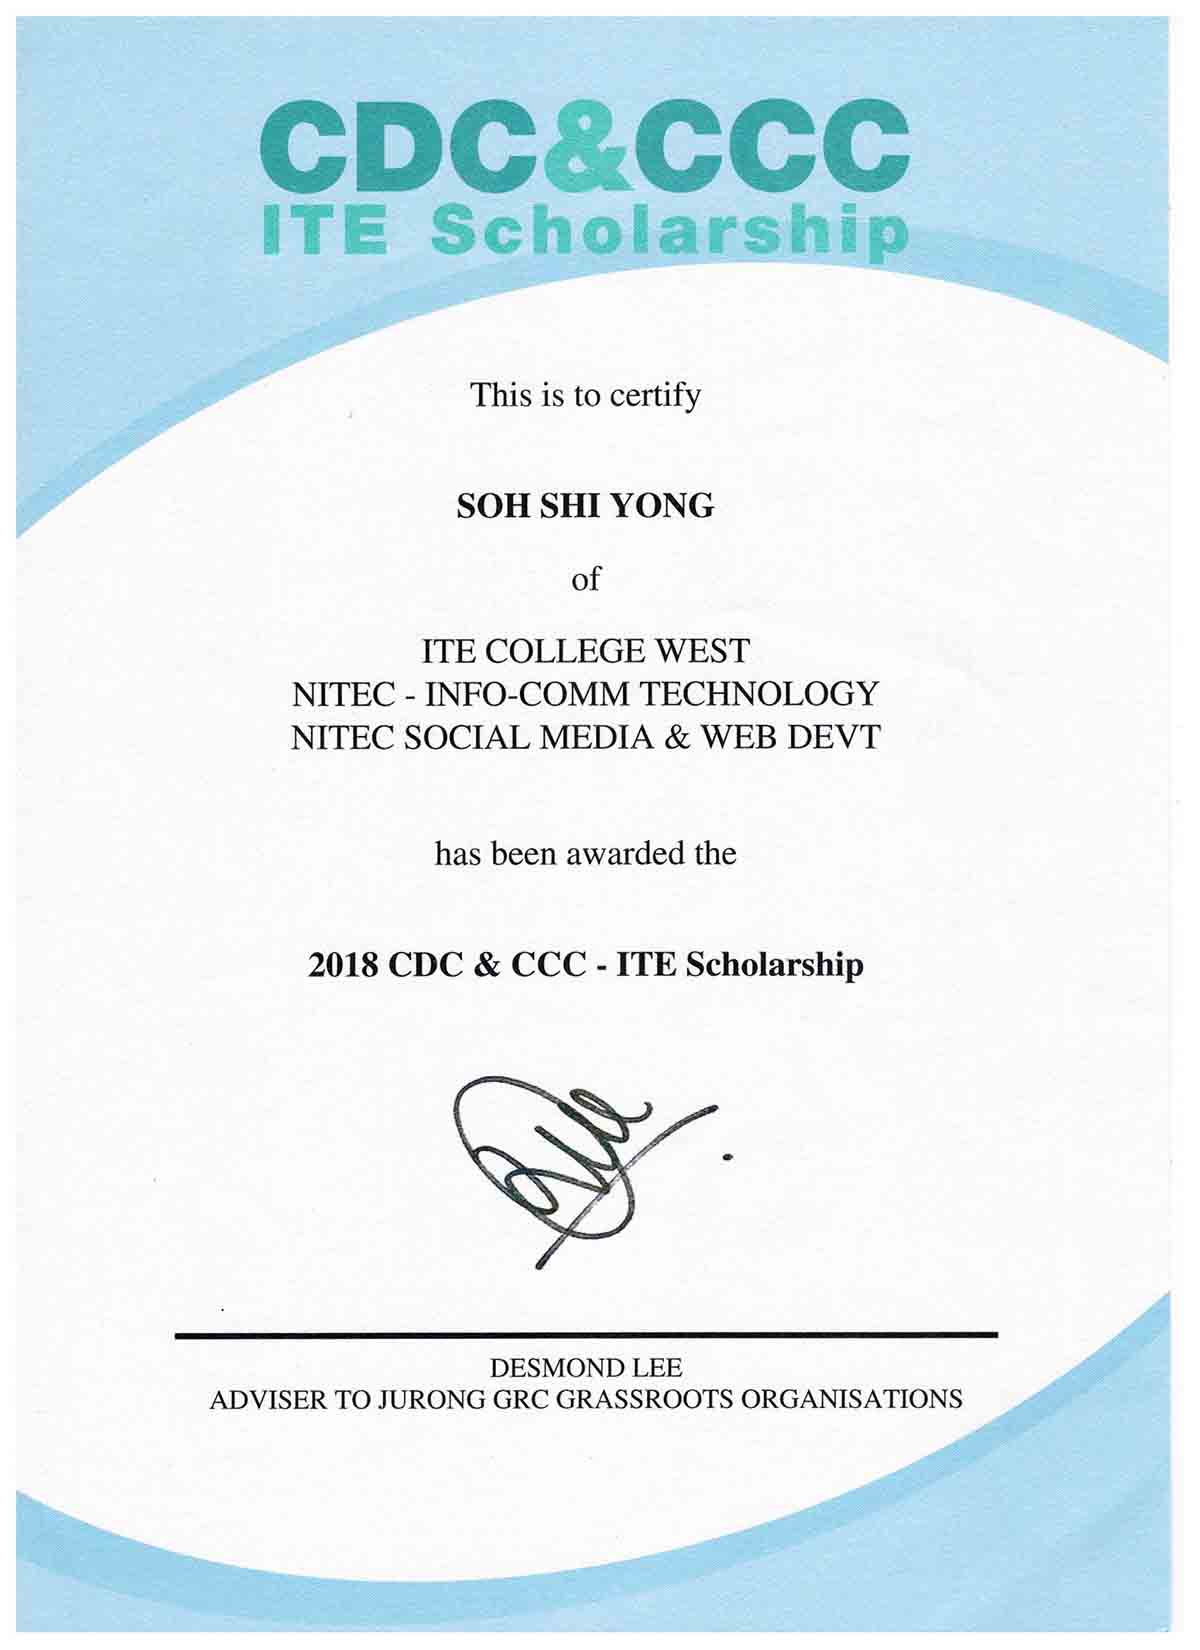 CDC&CCC
ITE Scholarship
This is to certify
SOH SHI YONG
of
ITE COLLEGE WEST
NITEC - INFO-COMM TECHNOLOGY
NITEC SOCIAL MEDIA & WEB DEVT
has been awarded the
2018 CDC & CCC - ITE Scholarship
DESMOND LEE
ADVISER TO JURONG GRC GRASSROOTS ORGANISATIONS